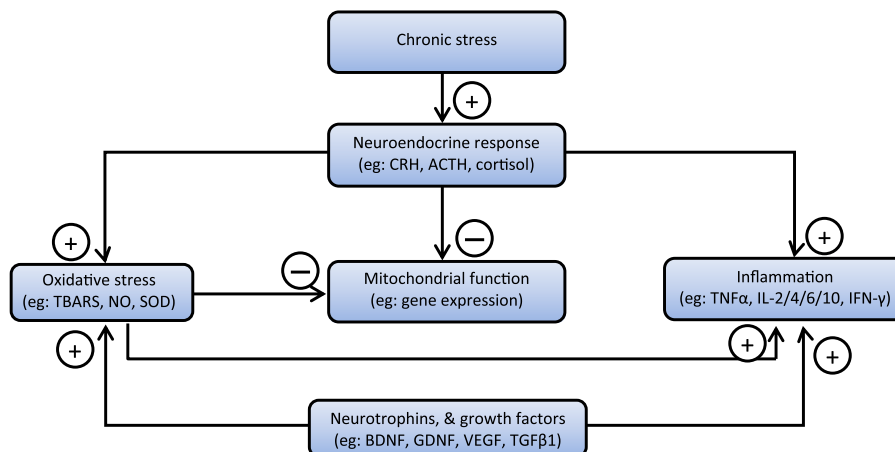 Chronic stress
+
Neuroendocrine response
(eg: CRH, ACTH, cortisol)
+
−
+
−
Oxidative stress
(eg: TBARS, NO, SOD)
Mitochondrial function
(eg: gene expression)
Inflammation
(eg: TNFα, IL-2/4/6/10, IFN-γ)
+
+
+
Neurotrophins, & growth factors
(eg: BDNF, GDNF, VEGF, TGFβ1)